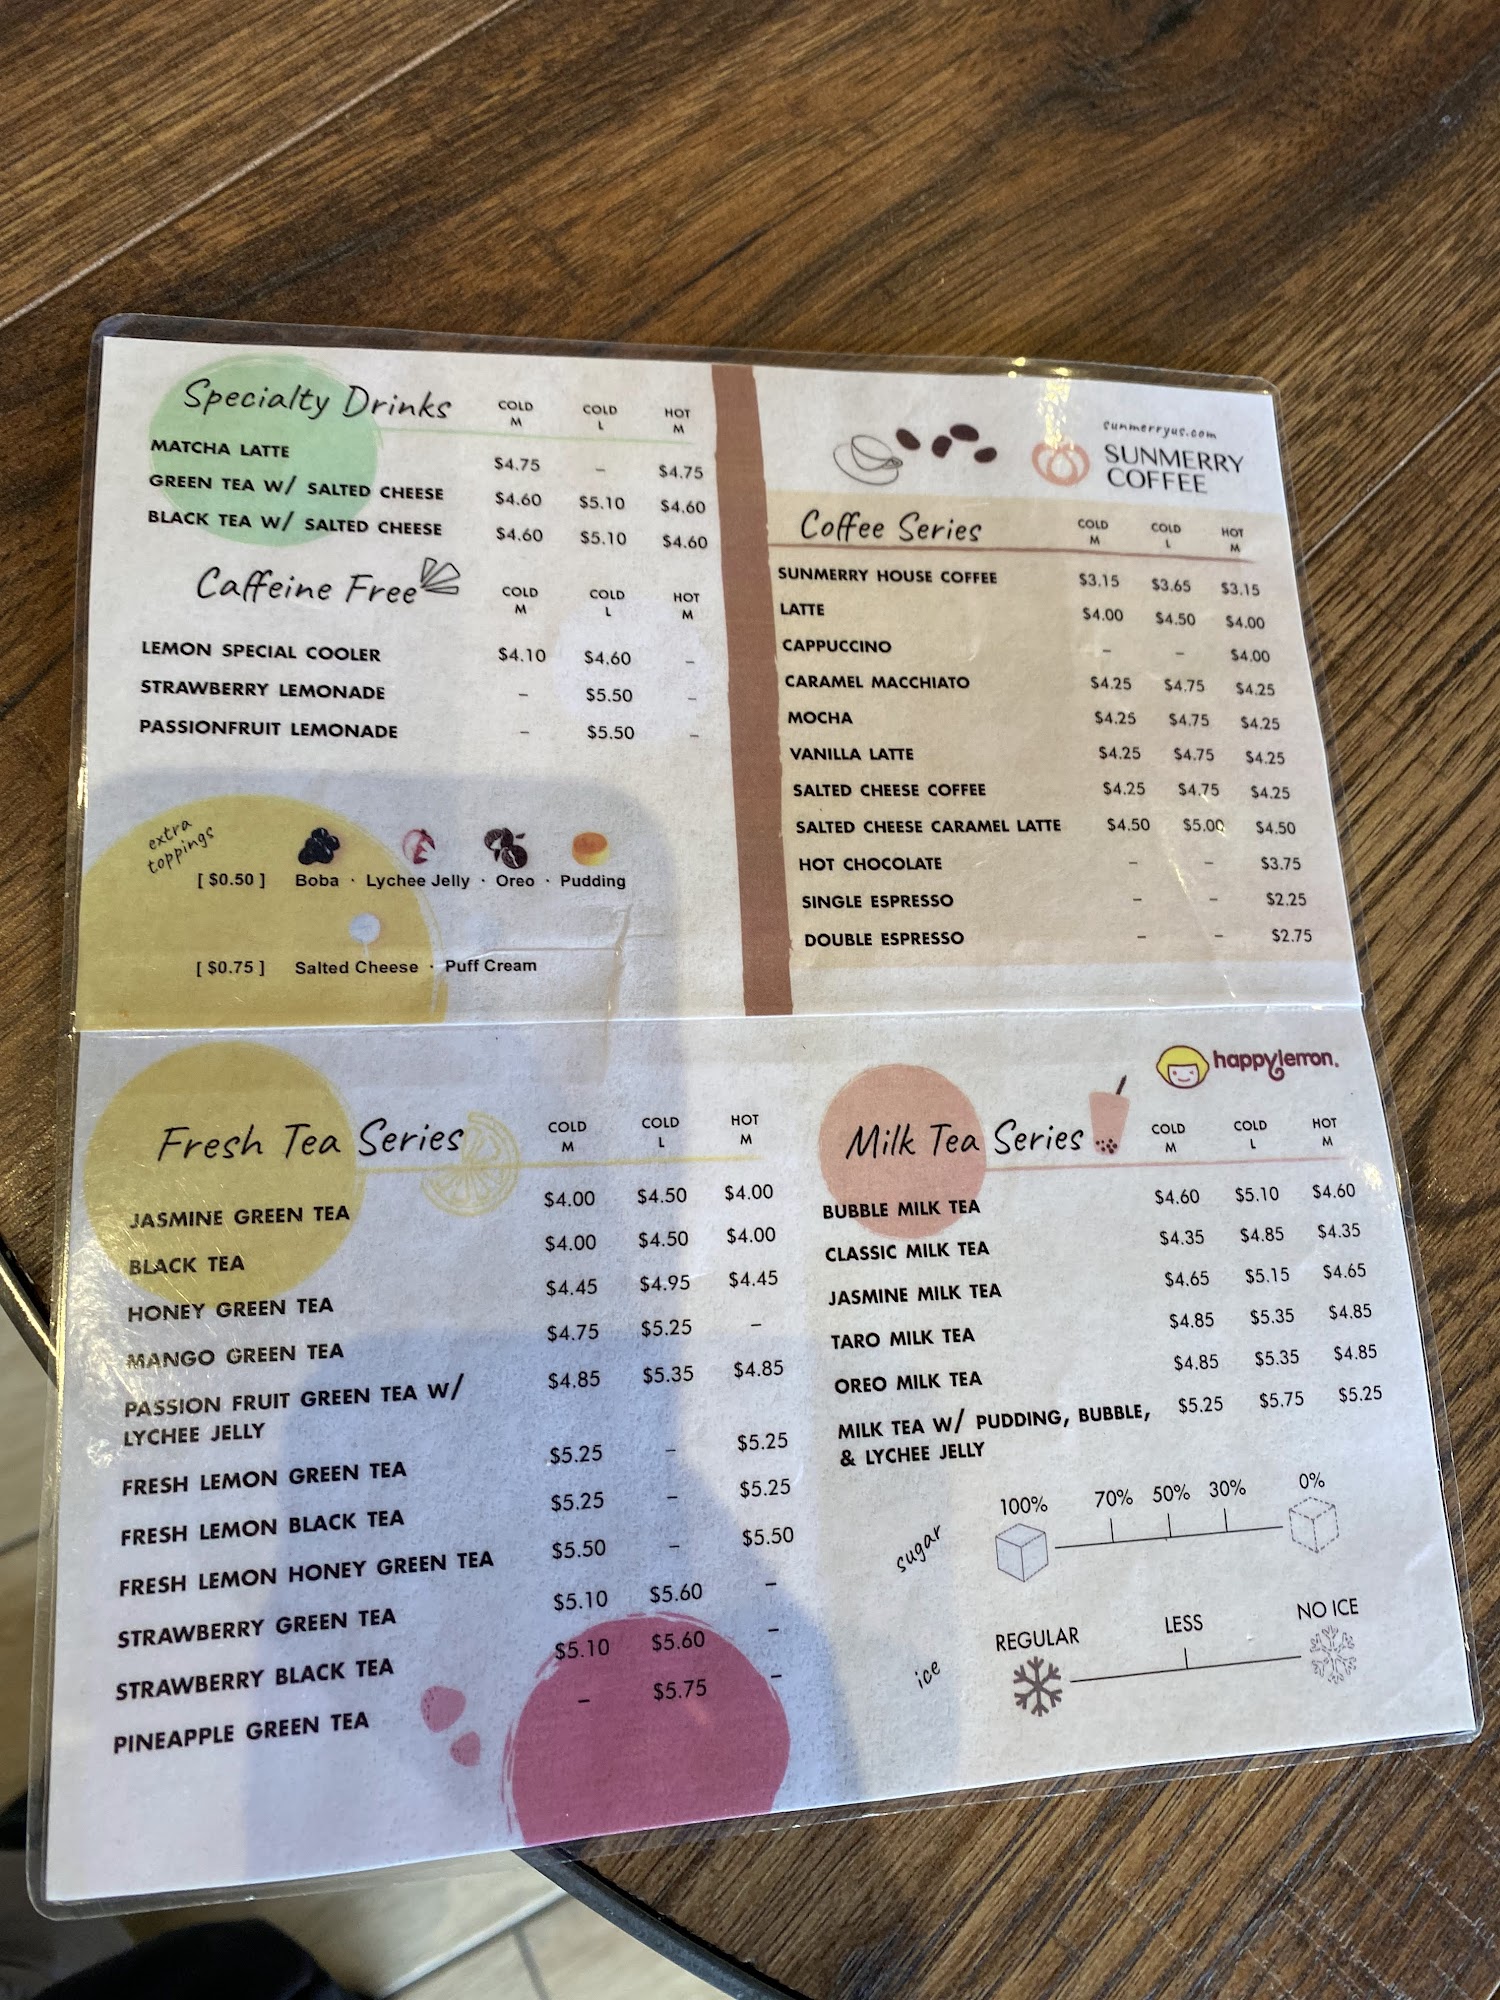 Specialty Drinks COLD M COLD L HOT M
MATCHA LATTE $4.75 – $4.75
GREEN TEA W/ SALTED CHEESE $4.60 $5.10 $4.60
BLACK TEA W/ SALTED CHEESE $4.60 $5.10 $4.60
Caffeine Free COLD M COLD L HOT M
LEMON SPECIAL COOLER $4.10 $4.60 –
STRAWBERRY LEMONADE – $5.50 –
PASSIONFRUIT LEMONADE – $5.50 –
extra
toppings
[ $0.50 ] Boba · Lychee Jelly · Oreo · Pudding
[ $0.75 ] Salted Cheese · Puff Cream
sunmerryus.com
SUNMERRY
COFFEE
Coffee Series COLD M COLD L HOT M
SUNMERRY HOUSE COFFEE $3.15 $3.65 $3.15
LATTE $4.00 $4.50 $4.00
CAPPUCCINO – – $4.00
CARAMEL MACCHIATO $4.25 $4.75 $4.25
MOCHA $4.25 $4.75 $4.25
VANILLA LATTE $4.25 $4.75 $4.25
SALTED CHEESE COFFEE $4.25 $4.75 $4.25
SALTED CHEESE CARAMEL LATTE $4.50 $5.00 $4.50
HOT CHOCOLATE – – $3.75
SINGLE ESPRESSO – – $2.25
DOUBLE ESPRESSO – – $2.75
Fresh Tea Series COLD M COLD L HOT M
JASMINE GREEN TEA $4.00 $4.50 $4.00
BLACK TEA $4.00 $4.50 $4.00
HONEY GREEN TEA $4.45 $4.95 $4.45
MANGO GREEN TEA $4.75 $5.25 –
PASSION FRUIT GREEN TEA W/ $4.85 $5.35 $4.85
LYCHEE JELLY
FRESH LEMON GREEN TEA $5.25 – $5.25
FRESH LEMON BLACK TEA $5.25 – $5.25
FRESH LEMON HONEY GREEN TEA $5.50 – $5.50
STRAWBERRY GREEN TEA $5.10 $5.60 –
STRAWBERRY BLACK TEA $5.10 $5.60 –
PINEAPPLE GREEN TEA – $5.75 –
happylemon.
Milk Tea Series COLD M COLD L HOT M
BUBBLE MILK TEA $4.60 $5.10 $4.60
CLASSIC MILK TEA $4.35 $4.85 $4.35
JASMINE MILK TEA $4.65 $5.15 $4.65
TARO MILK TEA $4.85 $5.35 $4.85
OREO MILK TEA $4.85 $5.35 $4.85
MILK TEA W/ PUDDING, BUBBLE, $5.25 $5.75 $5.25
& LYCHEE JELLY
sugar 100% 70% 50% 30% 0%
ice REGULAR LESS NO ICE